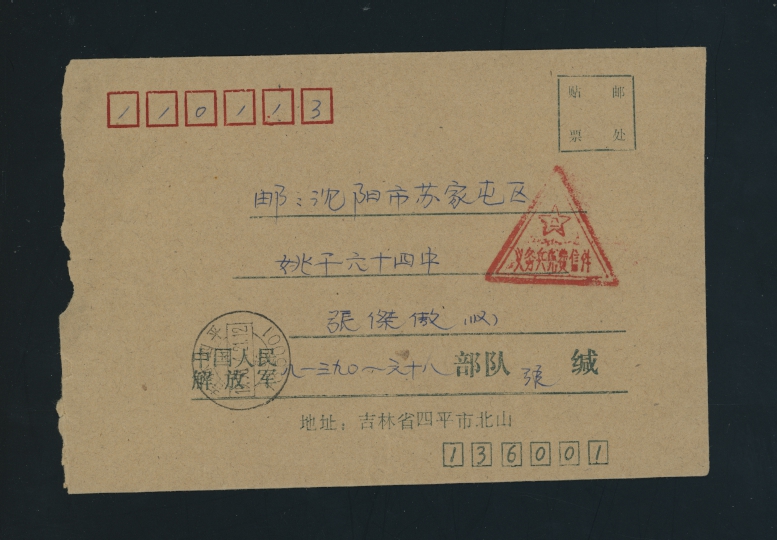 110113
贴 邮
票 处
邮：沈阳市苏家屯区
姚千六十四中
義务兵免费信件
張傑傲（收）
中国人民
解放军
八一三九〇八六十八 部队 張 缄
地址：吉林省四平市北山
136001